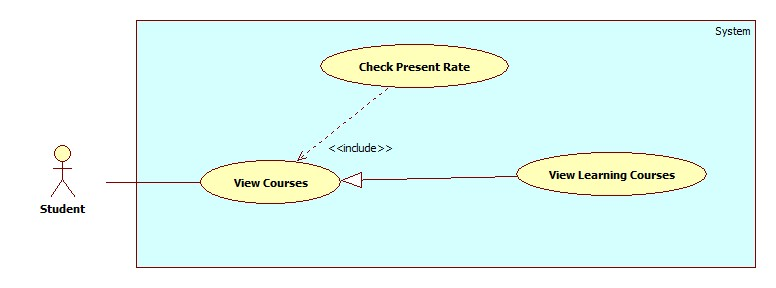 System
Check Present Rate
<<include>>
View Courses
View Learning Courses
Student